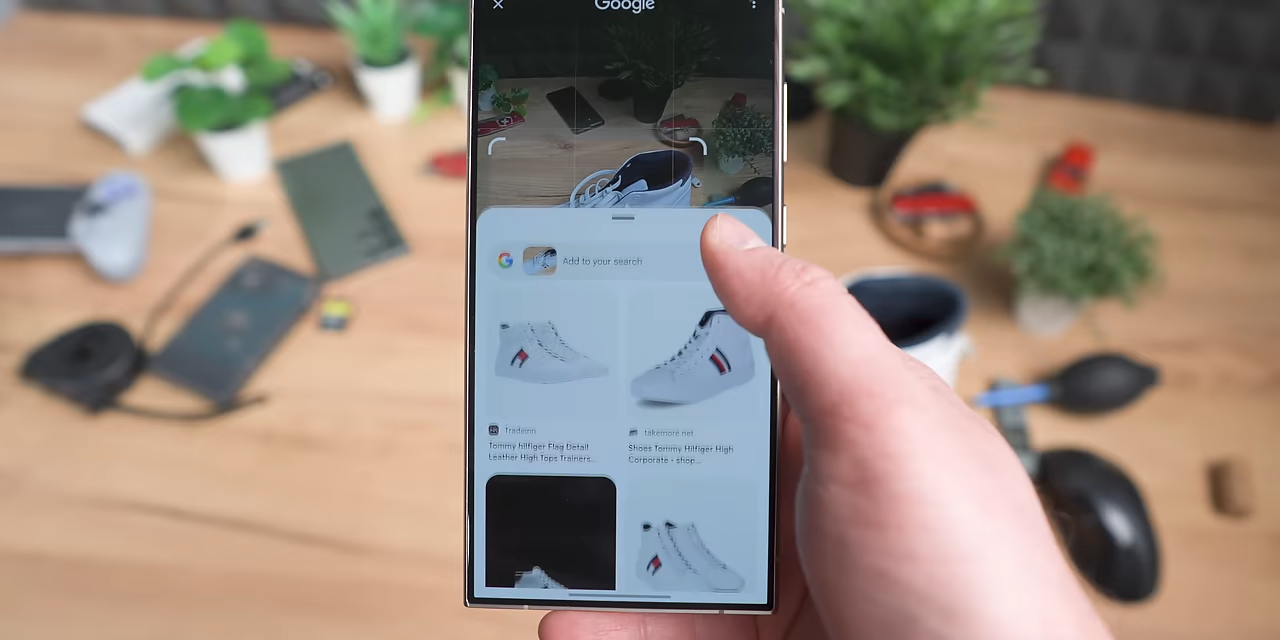 Google
Add to your search
Tradeinn
takemore.net
Tommy hilfiger Flag Detail
Leather High Tops Trainers...
Shoes Tommy Hilfiger High
Corporate - shop...